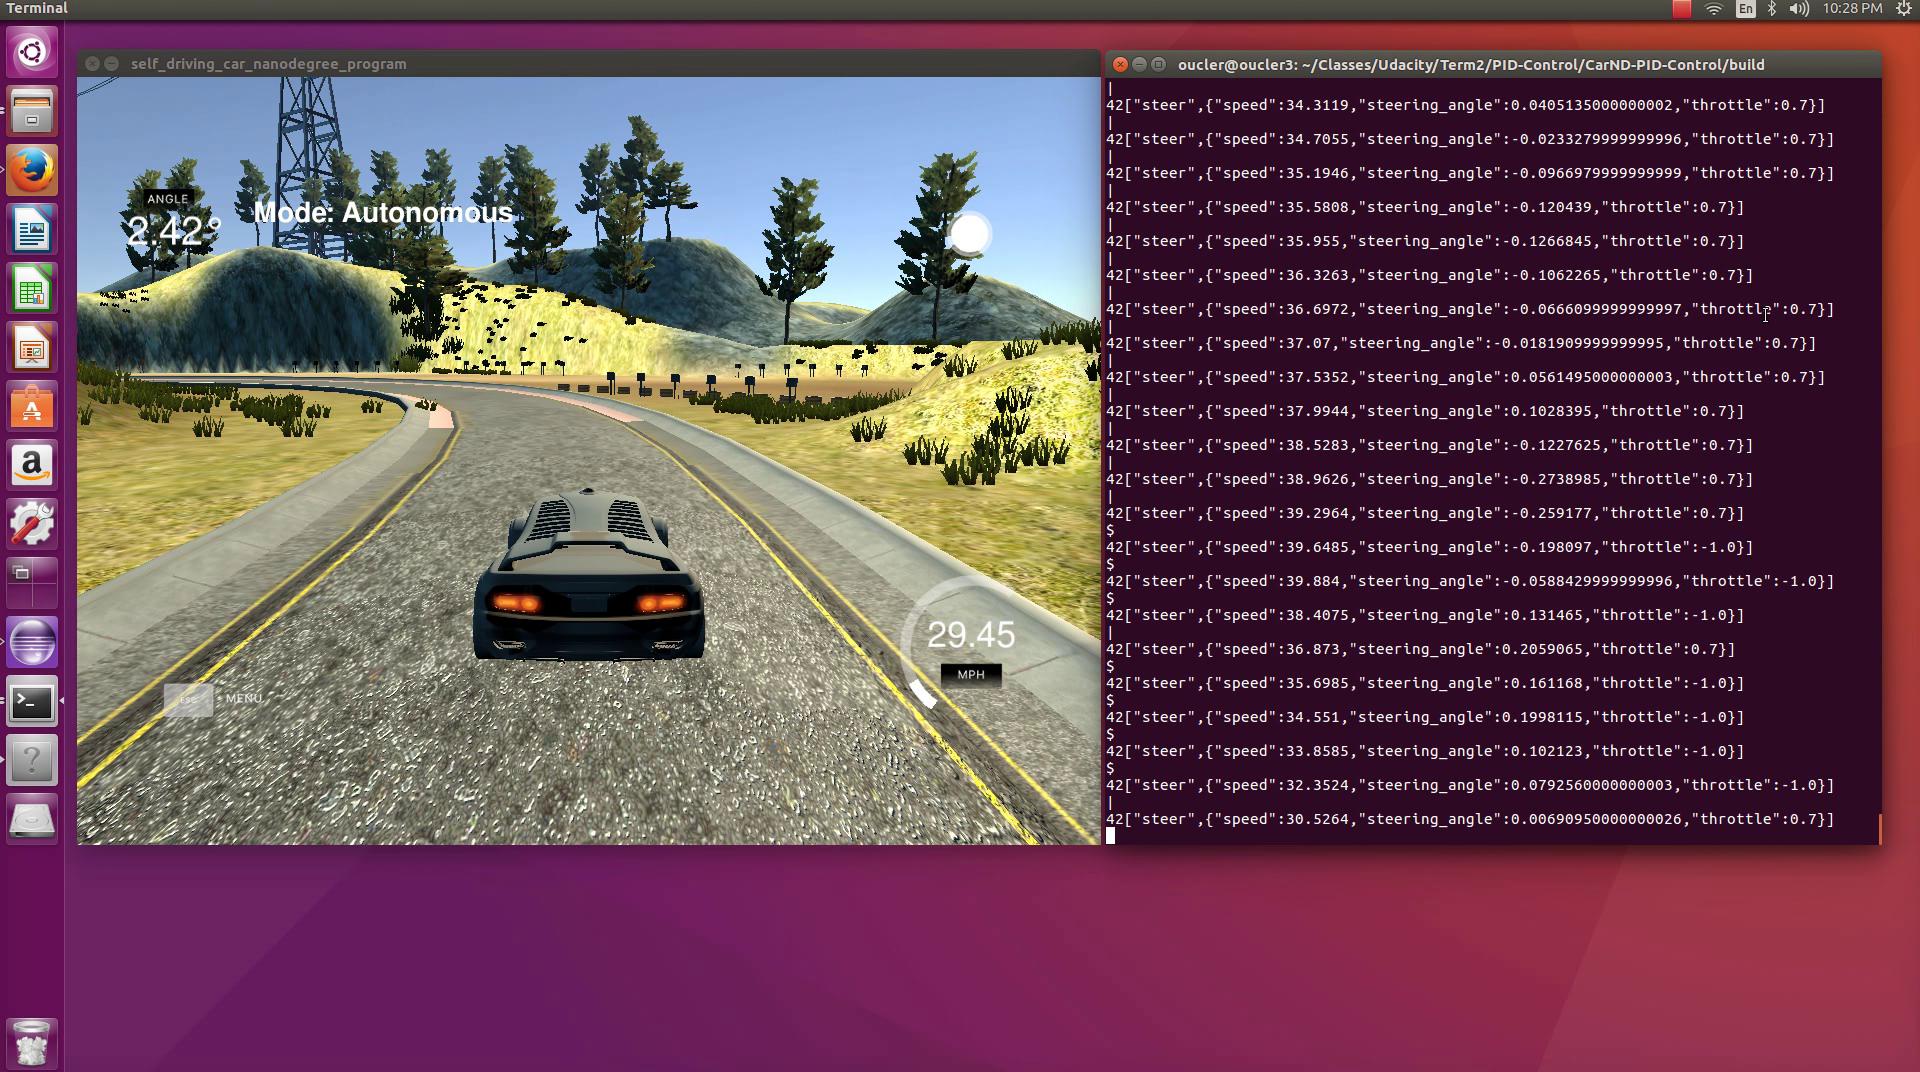 Terminal
En
10:28 PM
self_driving_car_nanodegree_program
ANGLE
2.42°
Mode: Autonomous
29.45
MPH
Esc
MENU
oucler@oucler3: ~/Classes/Udacity/Term2/PID-Control/CarND-PID-Control/build
|
42["steer",{"speed":34.3119,"steering_angle":0.0405135000000002,"throttle":0.7}]
|
42["steer",{"speed":34.7055,"steering_angle":-0.0233279999999996,"throttle":0.7}]
|
42["steer",{"speed":35.1946,"steering_angle":-0.0966979999999999,"throttle":0.7}]
|
42["steer",{"speed":35.5808,"steering_angle":-0.120439,"throttle":0.7}]
|
42["steer",{"speed":35.955,"steering_angle":-0.1266845,"throttle":0.7}]
|
42["steer",{"speed":36.3263,"steering_angle":-0.1062265,"throttle":0.7}]
|
42["steer",{"speed":36.6972,"steering_angle":-0.0666099999999997,"throttle":0.7}]
|
42["steer",{"speed":37.07,"steering_angle":-0.0181909999999995,"throttle":0.7}]
|
42["steer",{"speed":37.5352,"steering_angle":0.0561495000000003,"throttle":0.7}]
|
42["steer",{"speed":37.9944,"steering_angle":0.1028395,"throttle":0.7}]
|
42["steer",{"speed":38.5283,"steering_angle":-0.1227625,"throttle":0.7}]
|
42["steer",{"speed":38.9626,"steering_angle":-0.2738985,"throttle":0.7}]
|
42["steer",{"speed":39.2964,"steering_angle":-0.259177,"throttle":0.7}]
$
42["steer",{"speed":39.6485,"steering_angle":-0.198097,"throttle":-1.0}]
$
42["steer",{"speed":39.884,"steering_angle":-0.0588429999999996,"throttle":-1.0}]
$
42["steer",{"speed":38.4075,"steering_angle":0.131465,"throttle":-1.0}]
|
42["steer",{"speed":36.873,"steering_angle":0.2059065,"throttle":0.7}]
$
42["steer",{"speed":35.6985,"steering_angle":0.161168,"throttle":-1.0}]
$
42["steer",{"speed":34.551,"steering_angle":0.1998115,"throttle":-1.0}]
$
42["steer",{"speed":33.8585,"steering_angle":0.102123,"throttle":-1.0}]
$
42["steer",{"speed":32.3524,"steering_angle":0.0792560000000003,"throttle":-1.0}]
|
42["steer",{"speed":30.5264,"steering_angle":0.00690950000000026,"throttle":0.7}]